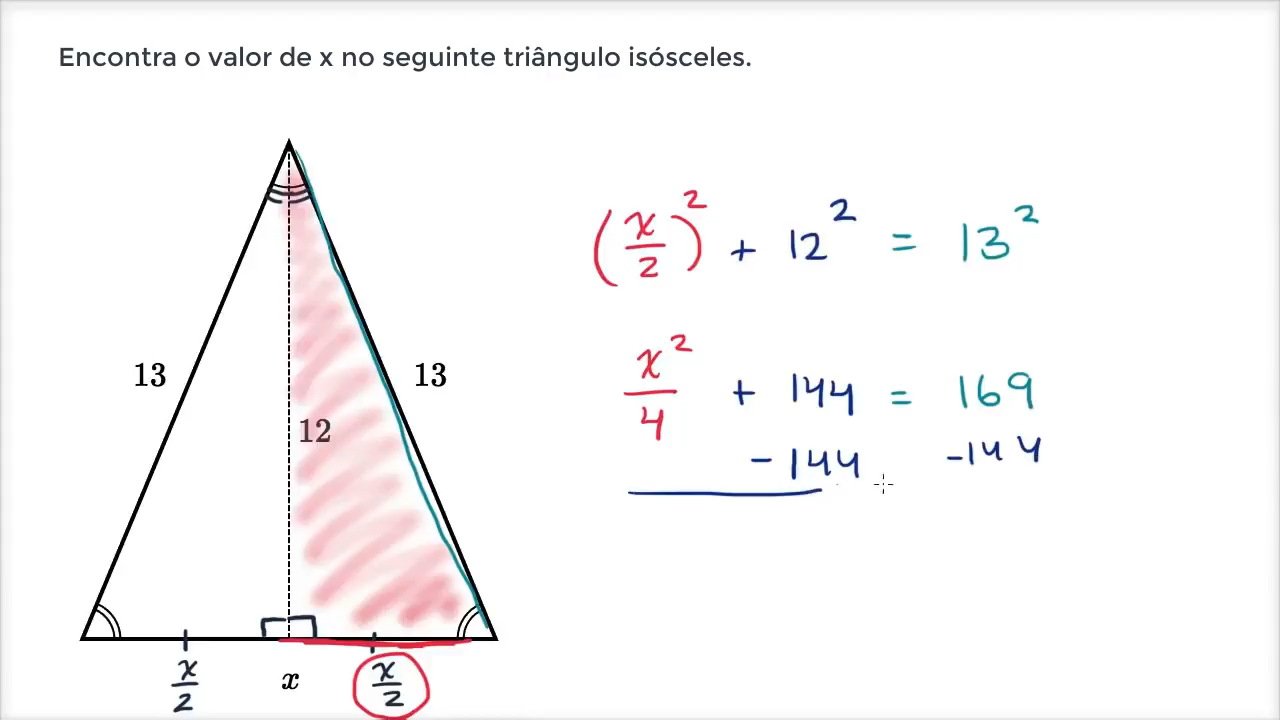 Encontra o valor de x no seguinte triângulo isósceles.
(x/2)² + 12² = 13²
x²/4 + 144 = 169
- 144 - 144
13
13
12
x/2
x
x/2